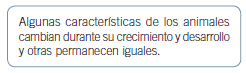 Algunas características de los animales
cambian durante su crecimiento y desarrollo
y otras permanecen iguales.